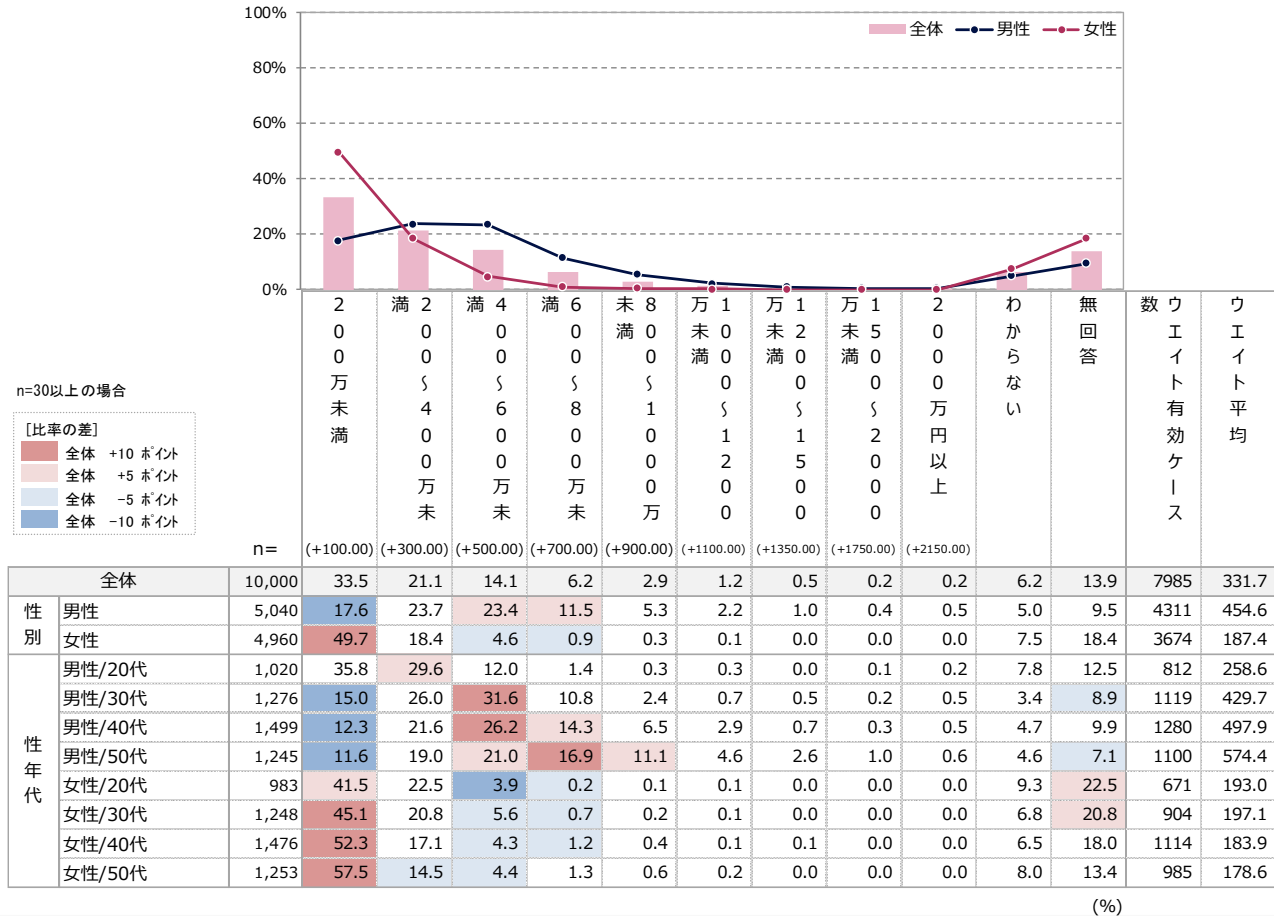 100%
80%
60%
40%
20%
0%
全体 男性 女性
n=30以上の場合
[比率の差]
全体 +10 ポイント
全体 +5 ポイント
全体 -5 ポイント
全体 -10 ポイント
200万未満
200～400万未満
400～600万未満
600～800万未満
800～1000万未満
1000～1200万未満
1200～1500万未満
1500～2000万未満
2000万円以上
わからない
無回答
ウエイト有効ケース数
ウエイト平均
n= (+100.00) (+300.00) (+500.00) (+700.00) (+900.00) (+1100.00) (+1350.00) (+1750.00) (+2150.00)
全体 10,000 33.5 21.1 14.1 6.2 2.9 1.2 0.5 0.2 0.2 6.2 13.9 7985 331.7
性別
男性 5,040 17.6 23.7 23.4 11.5 5.3 2.2 1.0 0.4 0.5 5.0 9.5 4311 454.6
女性 4,960 49.7 18.4 4.6 0.9 0.3 0.1 0.0 0.0 0.0 7.5 18.4 3674 187.4
性年代
男性/20代 1,020 35.8 29.6 12.0 1.4 0.3 0.3 0.0 0.1 0.2 7.8 12.5 812 258.6
男性/30代 1,276 15.0 26.0 31.6 10.8 2.4 0.7 0.5 0.2 0.5 3.4 8.9 1119 429.7
男性/40代 1,499 12.3 21.6 26.2 14.3 6.5 2.9 0.7 0.3 0.5 4.7 9.9 1280 497.9
男性/50代 1,245 11.6 19.0 21.0 16.9 11.1 4.6 2.6 1.0 0.6 4.6 7.1 1100 574.4
女性/20代 983 41.5 22.5 3.9 0.2 0.1 0.1 0.0 0.0 0.0 9.3 22.5 671 193.0
女性/30代 1,248 45.1 20.8 5.6 0.7 0.2 0.1 0.0 0.0 0.0 6.8 20.8 904 197.1
女性/40代 1,476 52.3 17.1 4.3 1.2 0.4 0.1 0.1 0.0 0.0 6.5 18.0 1114 183.9
女性/50代 1,253 57.5 14.5 4.4 1.3 0.6 0.2 0.0 0.0 0.0 8.0 13.4 985 178.6
(%)